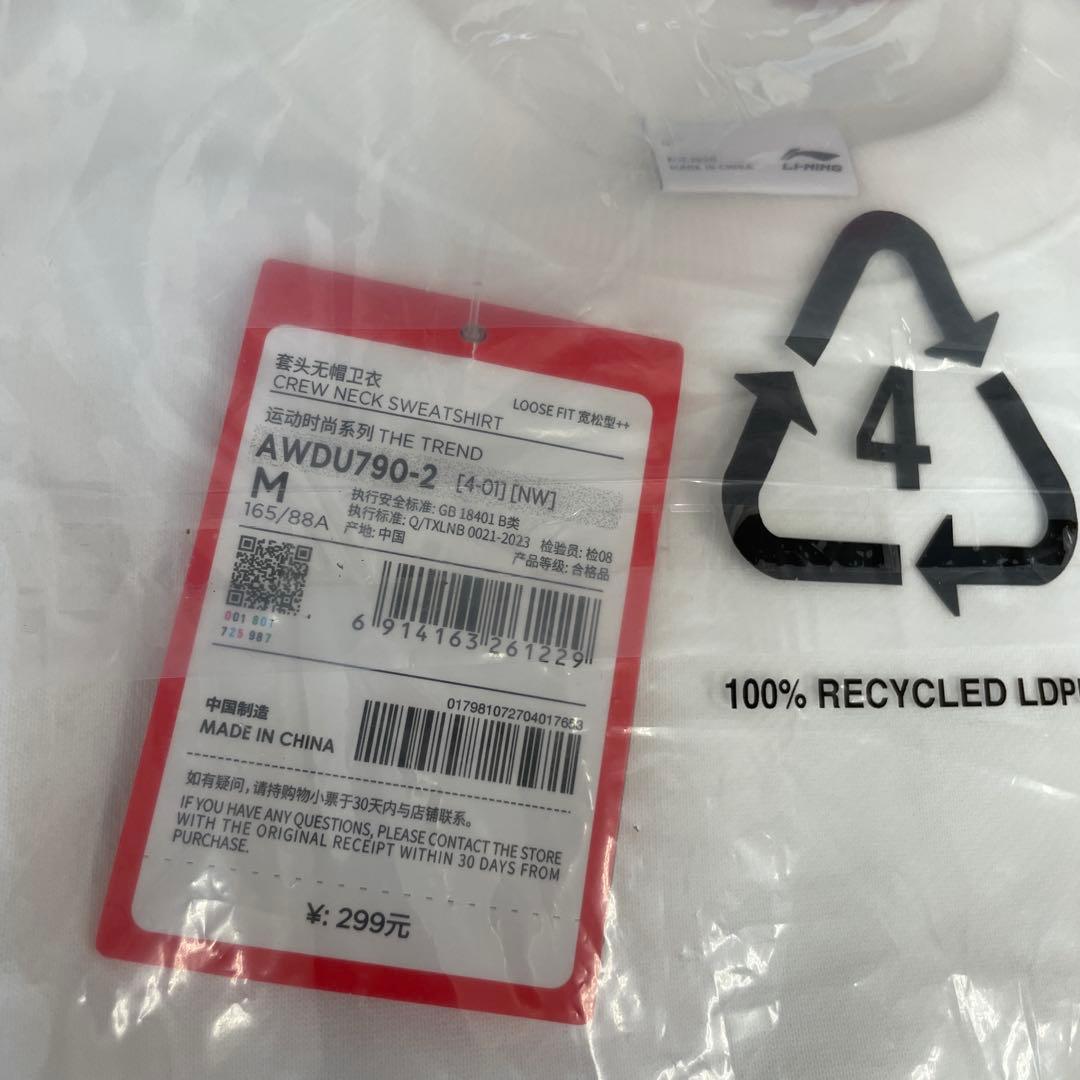 MADE IN CHINA
LI-NING
套头无帽卫衣
CREW NECK SWEATSHIRT
LOOSE FIT 宽松型++
运动时尚系列 THE TREND
AWDU790-2 [4-01] [NW]
M
165/88A
执行安全标准: GB 18401 B类
执行标准: Q/TXLNB 0021-2023 检验员: 检08
产地: 中国 产品等级: 合格品
001 801
725 987
6 914163 261229
中国制造
MADE IN CHINA
017981072704017653
如有疑问，请持购物小票于30天内与店铺联系。
IF YOU HAVE ANY QUESTIONS, PLEASE CONTACT THE STORE
WITH THE ORIGINAL RECEIPT WITHIN 30 DAYS FROM
PURCHASE.
¥: 299元
4
100% RECYCLED LDP